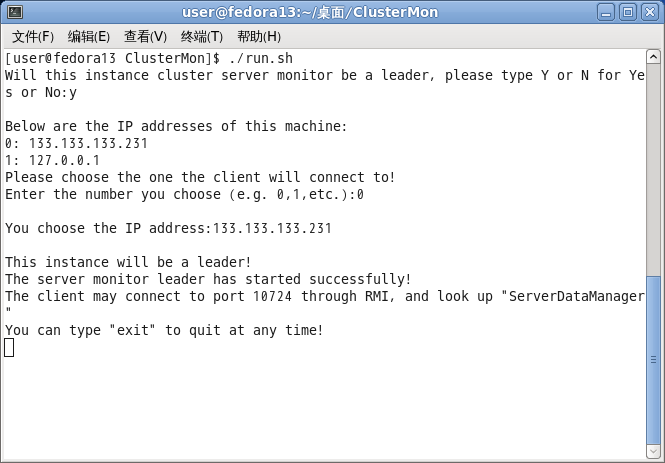 user@fedora13:~/桌面/ClusterMon
文件(F) 编辑(E) 查看(V) 终端(T) 帮助(H)
[user@fedora13 ClusterMon]$ ./run.sh
Will this instance cluster server monitor be a leader, please type Y or N for Ye
s or No:y
Below are the IP addresses of this machine:
0: 133.133.133.231
1: 127.0.0.1
Please choose the one the client will connect to!
Enter the number you choose (e.g. 0,1,etc.):0
You choose the IP address:133.133.133.231
This instance will be a leader!
The server monitor leader has started successfully!
The client may connect to port 10724 through RMI, and look up "ServerDataManager
"
You can type "exit" to quit at any time!